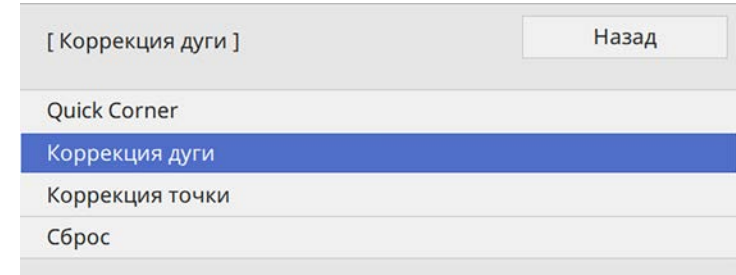 [ Коррекция дуги ] Назад
Quick Corner
Коррекция дуги
Коррекция точки
Сброс